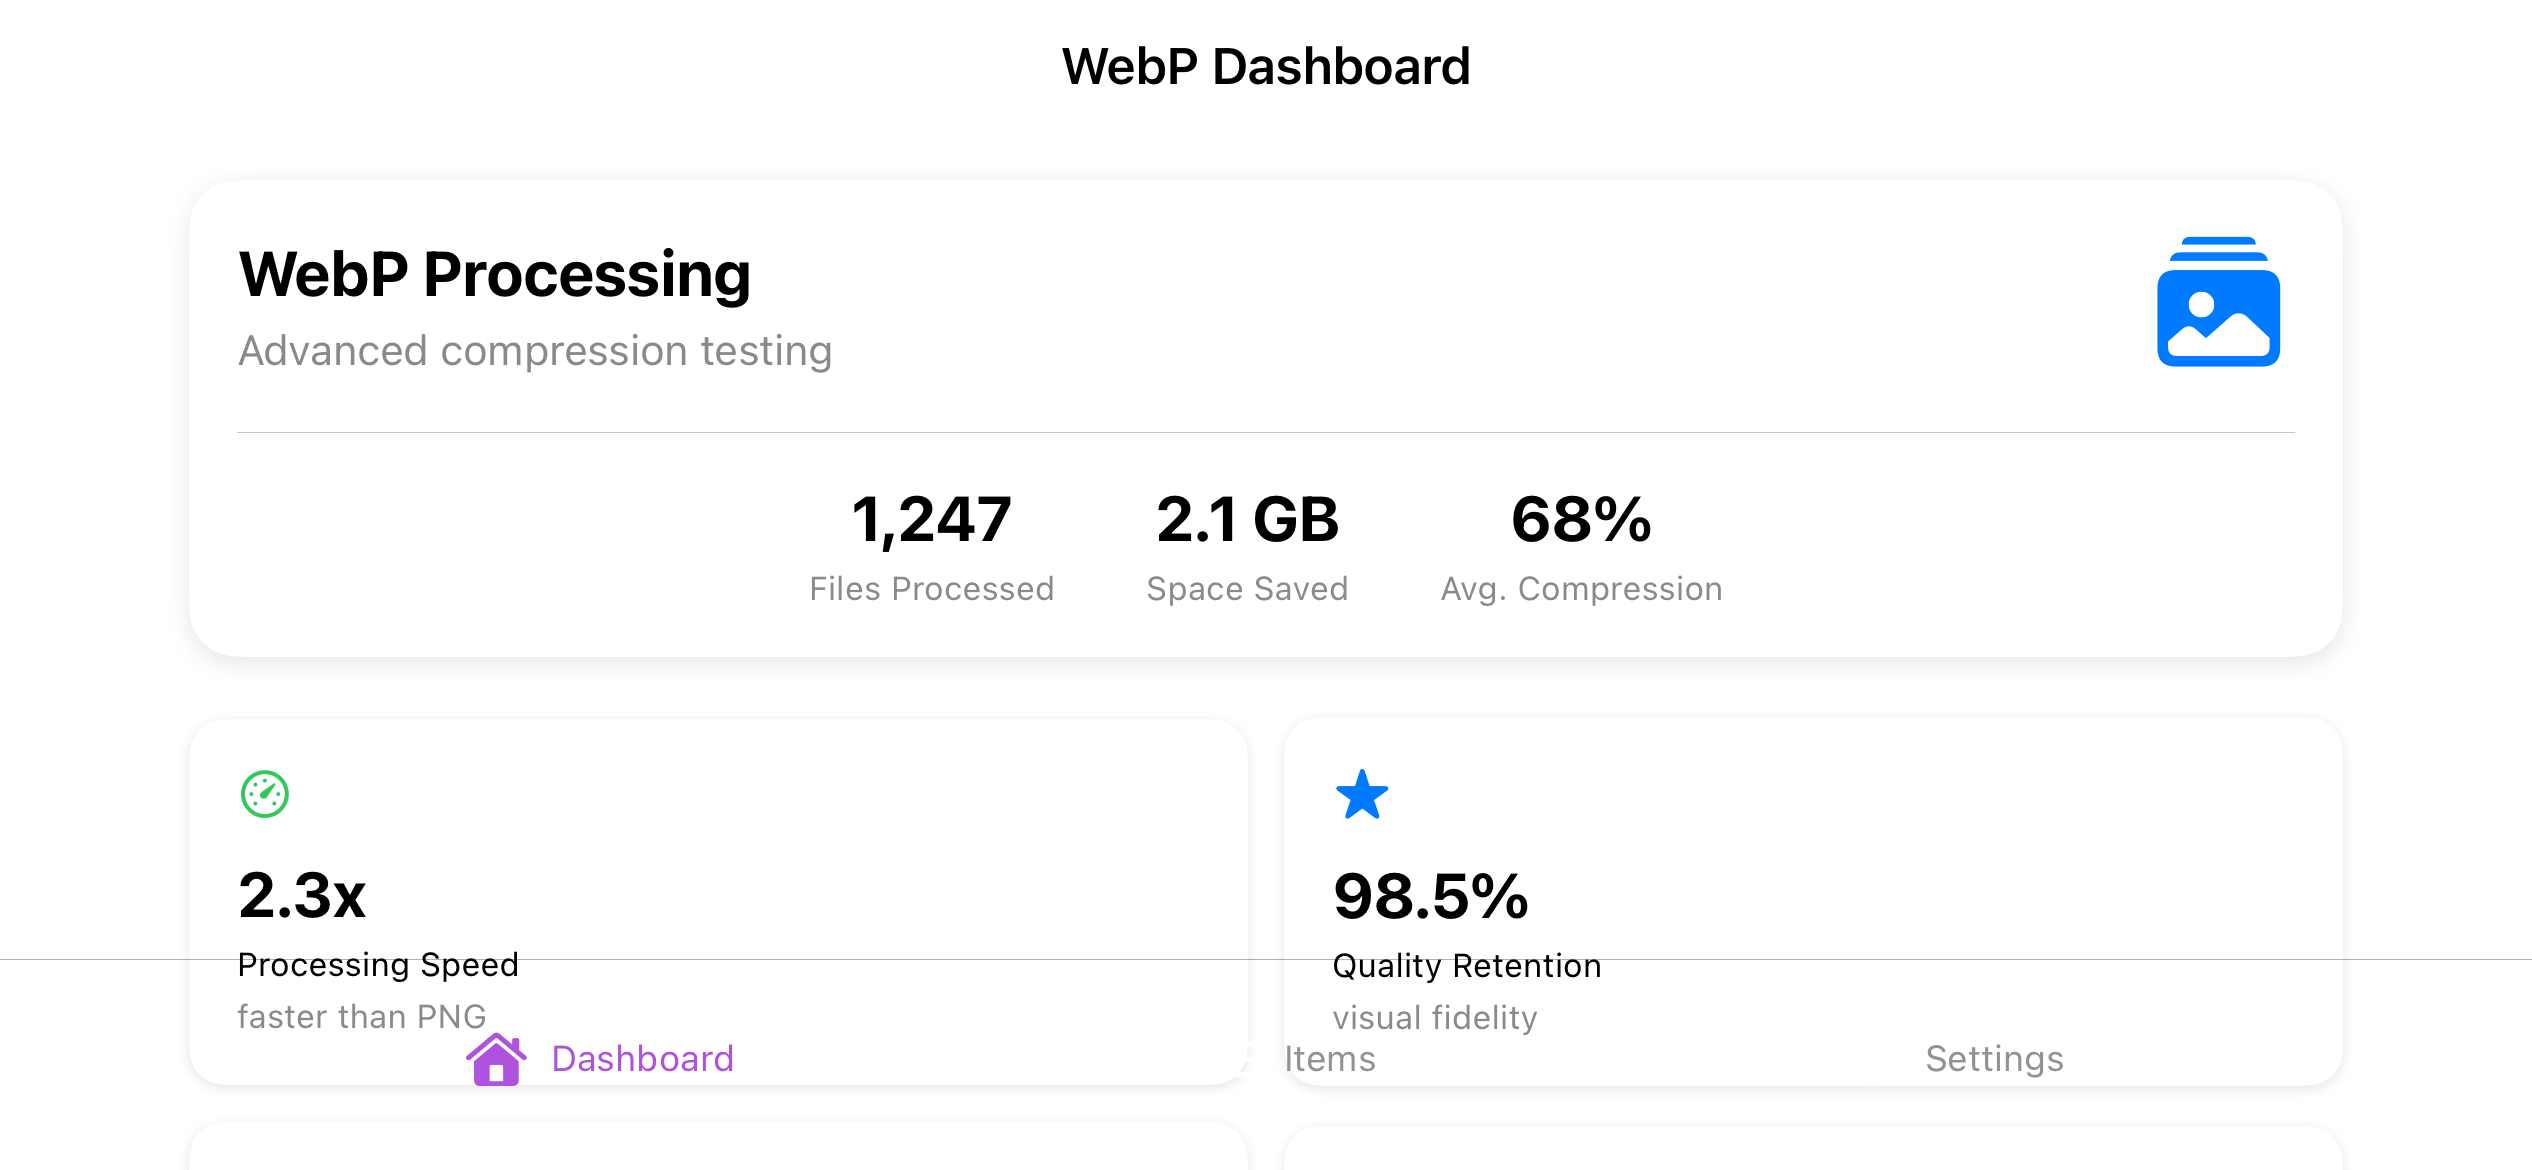 WebP Dashboard
WebP Processing
Advanced compression testing
1,247
Files Processed
2.1 GB
Space Saved
68%
Avg. Compression
2.3x
Processing Speed
faster than PNG
98.5%
Quality Retention
visual fidelity
Dashboard
Items
Settings